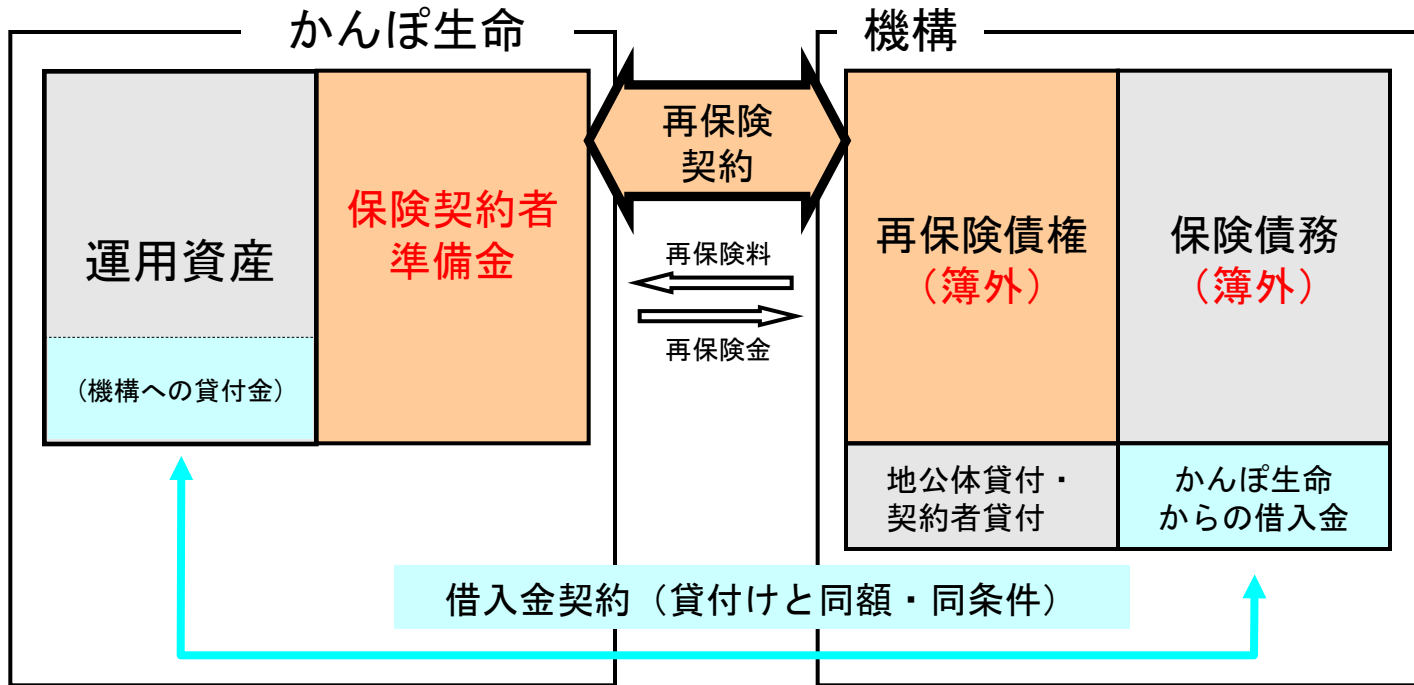 かんぽ生命
機構
運用資産
（機構への貸付金）
保険契約者
準備金
再保険
契約
再保険料
再保険金
再保険債権
（簿外）
保険債務
（簿外）
地公体貸付・
契約者貸付
かんぽ生命
からの借入金
借入金契約（貸付けと同額・同条件）